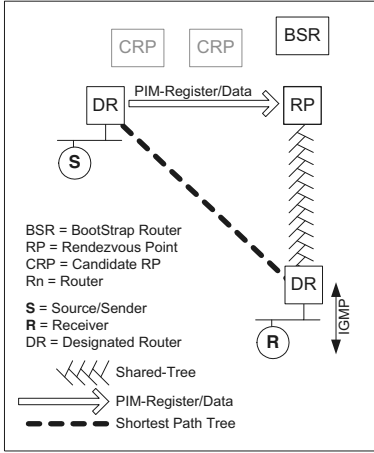 CRP
CRP
BSR
PIM-Register/Data
DR
RP
S
BSR = BootStrap Router
RP = Rendezvous Point
CRP = Candidate RP
Rn = Router
S = Source/Sender
R = Receiver
DR = Designated Router
DR
IGMP
R
Shared-Tree
PIM-Register/Data
Shortest Path Tree